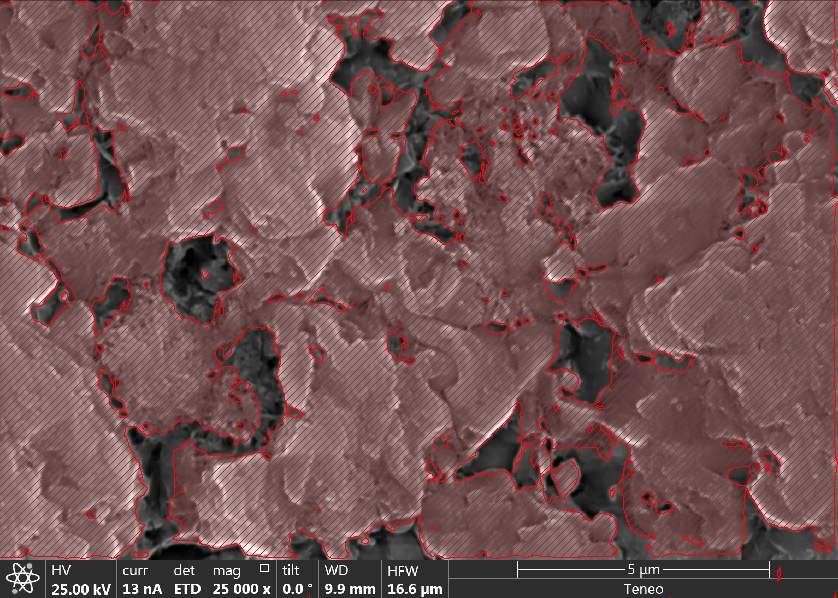 HV curr det mag tilt WD HFW
25.00 kV 13 nA ETD 25 000 x 0.0 ° 9.9 mm 16.6 µm
5 µm
Teneo